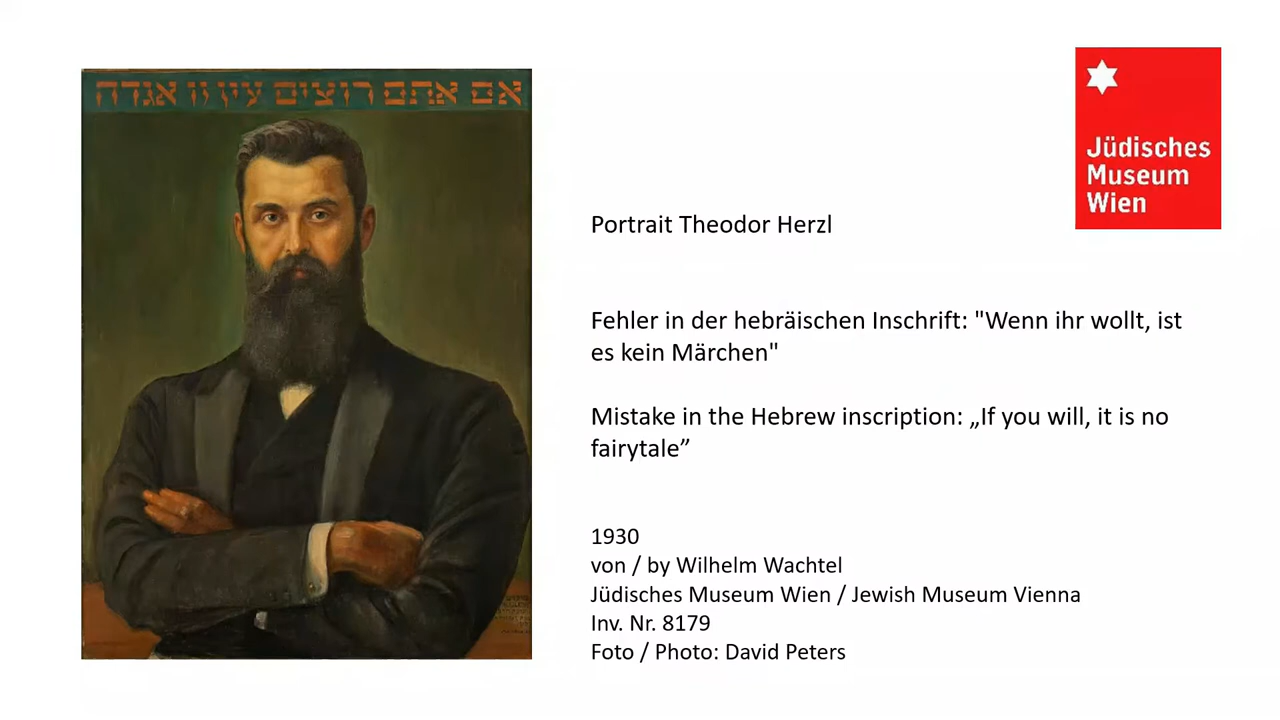 אם אתם רוצים עין זו אגדה
Jüdisches
Museum
Wien
Portrait Theodor Herzl
Fehler in der hebräischen Inschrift: "Wenn ihr wollt, ist
es kein Märchen"
Mistake in the Hebrew inscription: „If you will, it is no
fairytale”
1930
von / by Wilhelm Wachtel
Jüdisches Museum Wien / Jewish Museum Vienna
Inv. Nr. 8179
Foto / Photo: David Peters